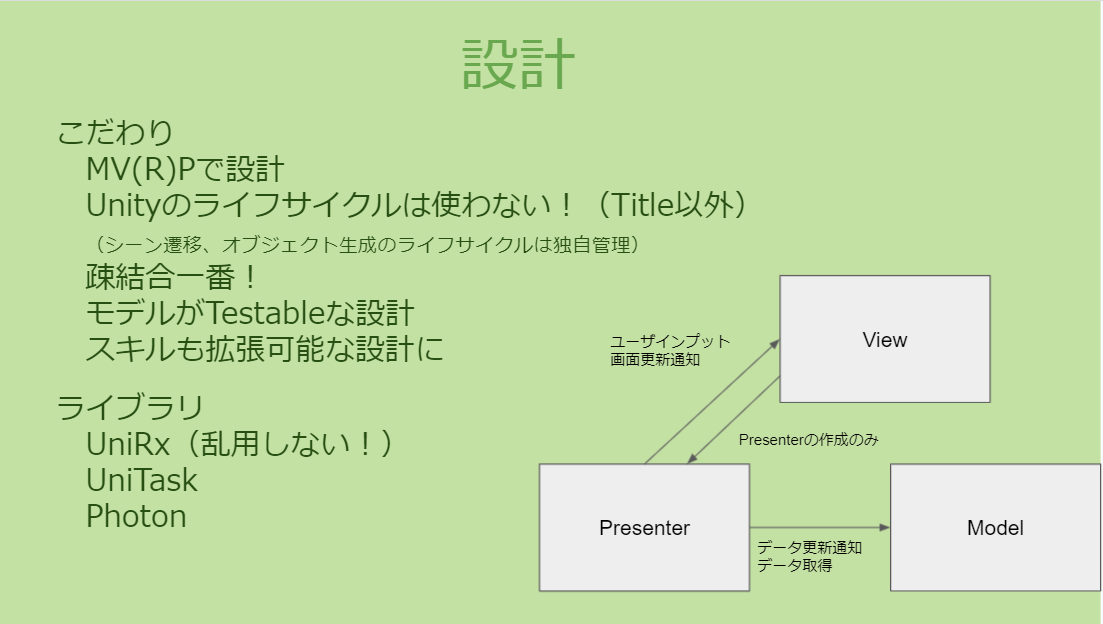 設計
こだわり
MV(R)Pで設計
Unityのライフサイクルは使わない！（Title以外）
（シーン遷移、オブジェクト生成のライフサイクルは独自管理）
疎結合一番！
モデルがTestableな設計
スキルも拡張可能な設計に
ライブラリ
UniRx（乱用しない！）
UniTask
Photon
ユーザインプット
画面更新通知
View
Presenterの作成のみ
Presenter
データ更新通知
データ取得
Model